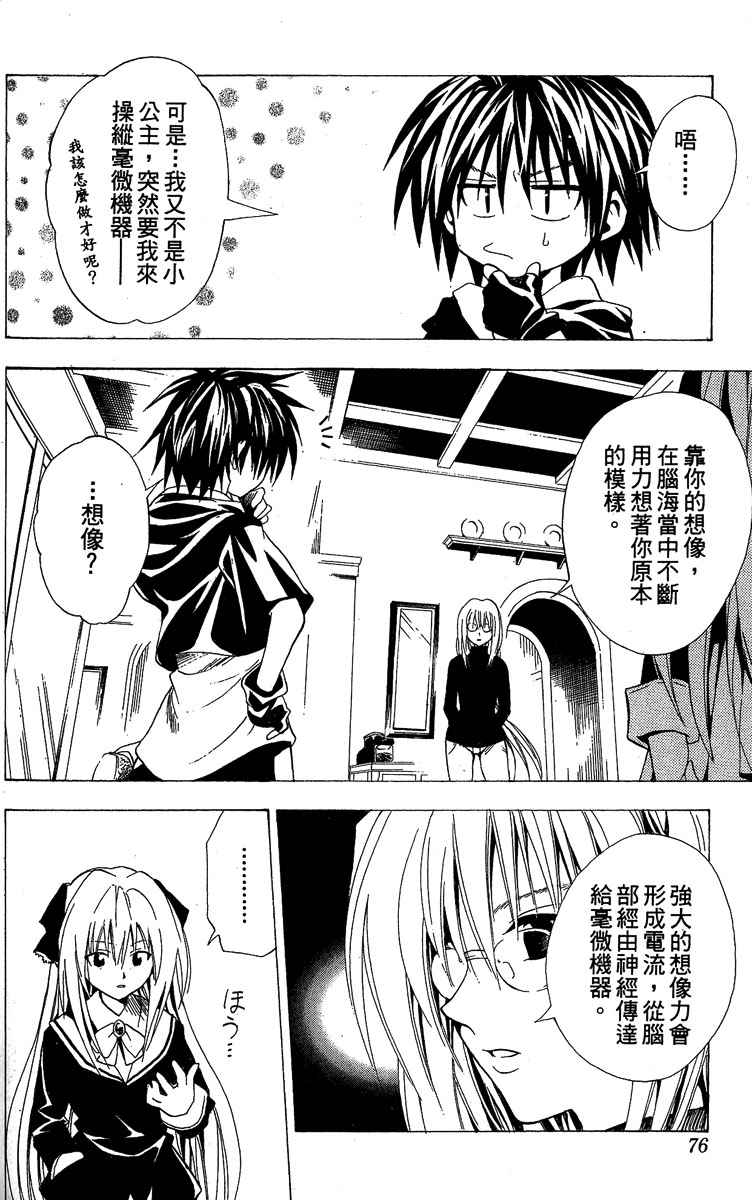 唔……
可是…我又不是小
公主，突然要我來
操縱毫微機器——
我該怎麼做才好呢？
靠你的想像，
在腦海當中不斷
用力想著你原本
的模樣。
…想像？
強大的想像力會
形成電流，從腦
部經由神經傳達
給毫微機器。
…………
ほう…
76